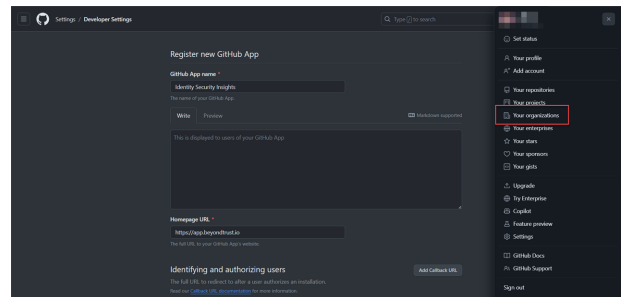 Settings / Developer Settings
Type / to search
Register new GitHub App
GitHub App name *
Identity Security Insights
The name of your GitHub App.
Write Preview
Markdown supported
This is displayed to users of your GitHub App
Homepage URL *
https://app.beyondtrust.io
The full URL to your GitHub App's website.
Identifying and authorizing users
Add Callback URL
The full URL to redirect to after a user authorizes an installation.
Read our Callback URL documentation for more information.
Set status
Your profile
Add account
Your repositories
Your projects
Your organizations
Your enterprises
Your stars
Your sponsors
Your gists
Upgrade
Try Enterprise
Copilot
Feature preview
Settings
GitHub Docs
GitHub Support
Sign out